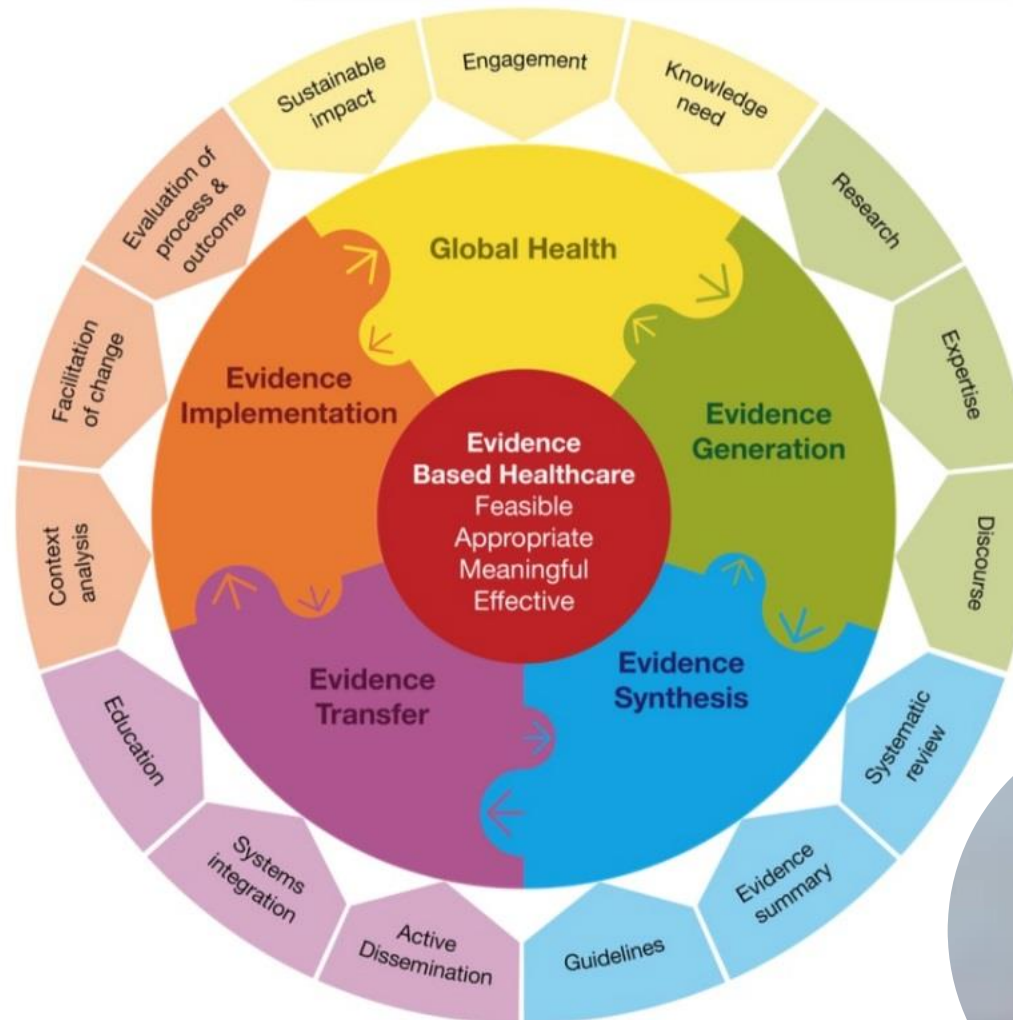 Sustainable
impact
Engagement
Knowledge
need
Research
Expertise
Discourse
Systematic
review
Evidence
summary
Guidelines
Active
Dissemination
Systems
integration
Education
Context
analysis
Facilitation
of change
Evaluation of
process &
outcome
Global Health
Evidence
Generation
Evidence
Synthesis
Evidence
Transfer
Evidence
Implementation
Evidence
Based Healthcare
Feasible
Appropriate
Meaningful
Effective